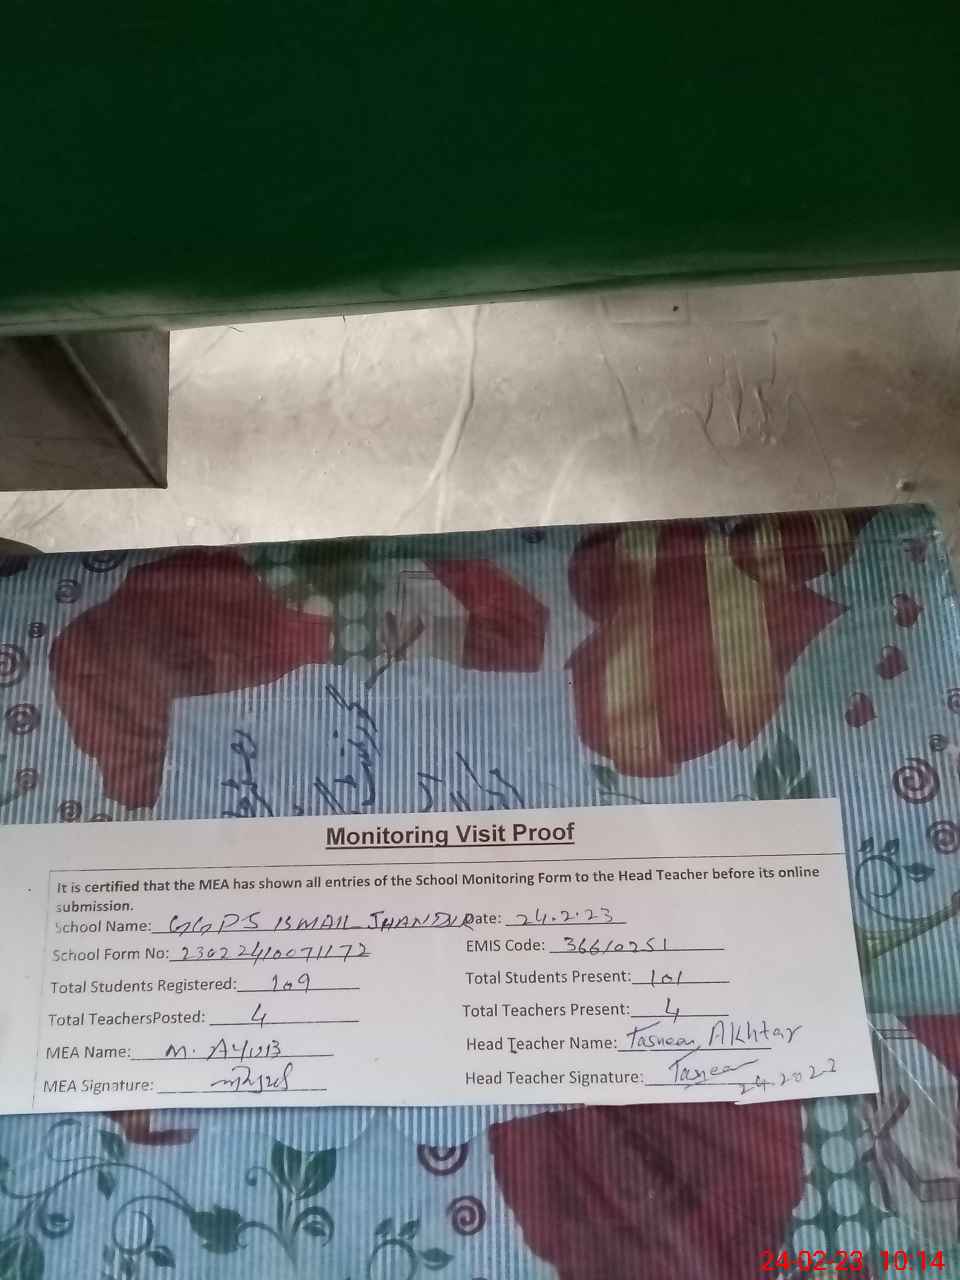 Monitoring Visit Proof
It is certified that the MEA has shown all entries of the School Monitoring Form to the Head Teacher before its online
submission.
School Name: GGPS ISMAIL Date: 24.2.23
School Form No: 23022410071172 EMIS Code: 36610251
Total Students Registered: 109 Total Students Present: 101
Total TeachersPosted: 4 Total Teachers Present: 4
MEA Name: M. AYUB Head Teacher Name: Tasneem Akhtar
MEA Signature: Head Teacher Signature:
24-02-23 10:14